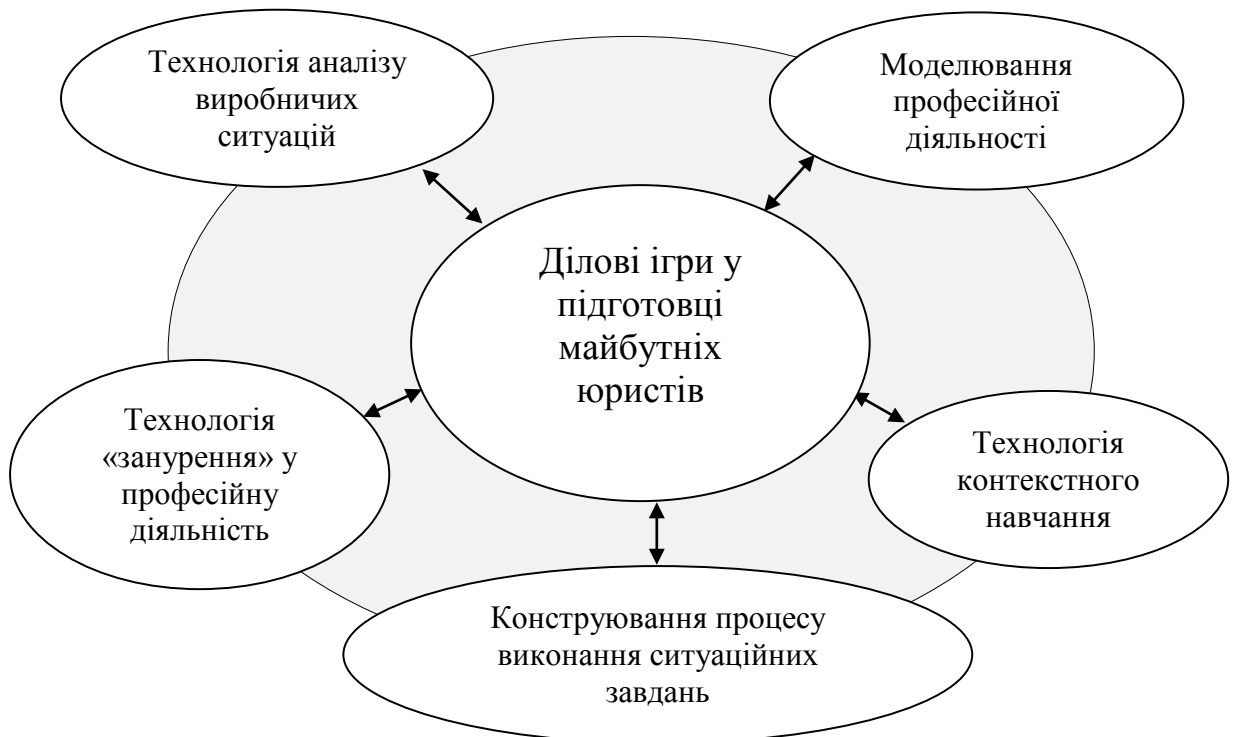 Технологія аналізу
виробничих
ситуацій
Моделювання
професійної
діяльності
Ділові ігри у
підготовці
майбутніх
юристів
Технологія
«занурення» у
професійну
діяльність
Технологія
контекстного
навчання
Конструювання процесу
виконання ситуаційних
завдань